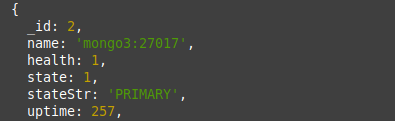 {
_id: 2,
name: 'mongo3:27017',
health: 1,
state: 1,
stateStr: 'PRIMARY',
uptime: 257,